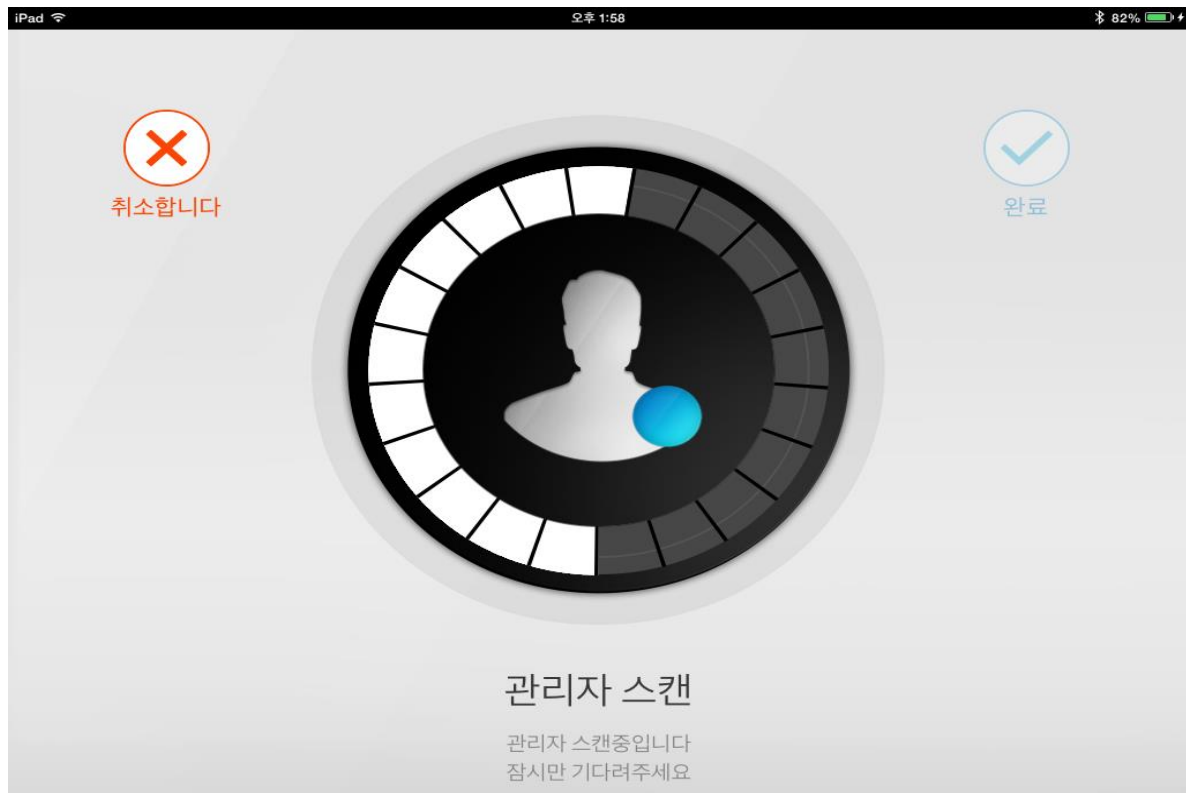 iPad 오후 1:58 82%
취소합니다
완료
관리자 스캔
관리자 스캔중입니다
잠시만 기다려주세요